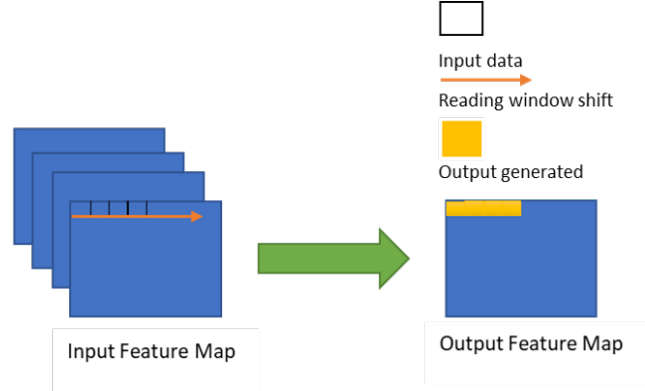 Input data
Reading window shift
Output generated
Input Feature Map
Output Feature Map